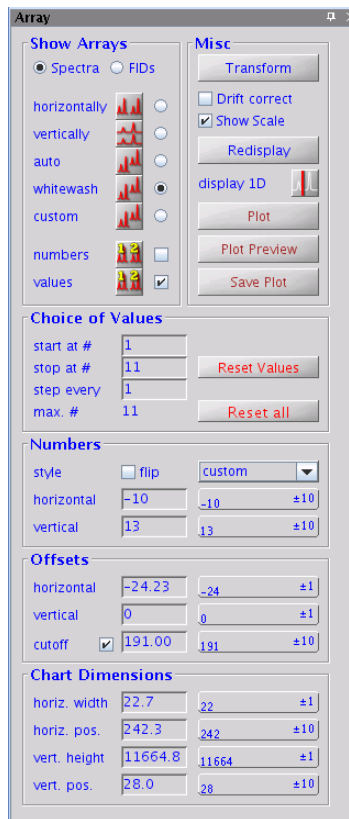 Array
Show Arrays
Spectra FIDs
horizontally
vertically
auto
whitewash
custom
numbers
values
Misc
Transform
Drift correct
Show Scale
Redisplay
display 1D
Plot
Plot Preview
Save Plot
Choice of Values
start at # 1
stop at # 11 Reset Values
step every 1
max. # 11 Reset all
Numbers
style flip custom
horizontal -10 -10 ±10
vertical 13 13 ±10
Offsets
horizontal -24.23 -24 ±1
vertical 0 0 ±1
cutoff 191.00 191 ±10
Chart Dimensions
horiz. width 22.7 22 ±1
horiz. pos. 242.3 242 ±10
vert. height 11664.8 11664 ±1
vert. pos. 28.0 28 ±10